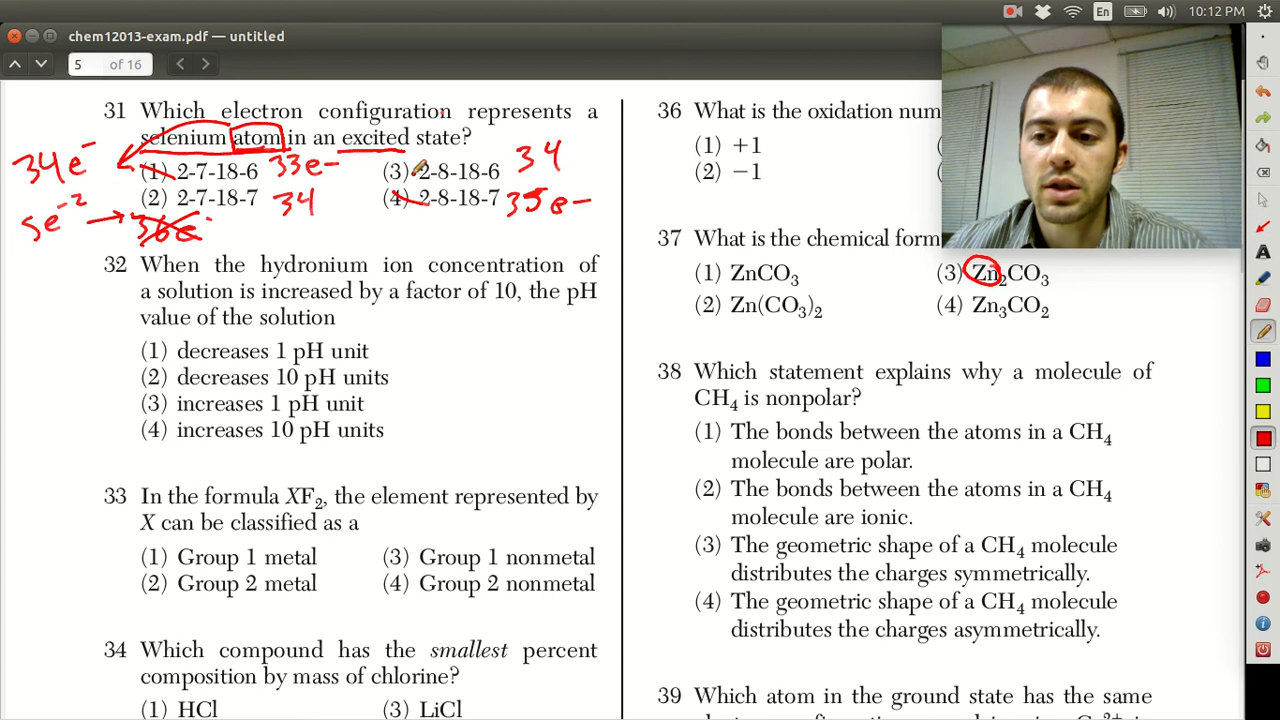 En
10:12 PM
chem12013-exam.pdf — untitled
5 of 16
31 Which electron configuration represents a
selenium atom in an excited state?
34e-
(1) 2-7-18-6 33e-
(3) 2-8-18-6 34
(2) 2-7-18-7 34
(4) 2-8-18-7 35e-
Se-2 → 36e-
32 When the hydronium ion concentration of
a solution is increased by a factor of 10, the pH
value of the solution
(1) decreases 1 pH unit
(2) decreases 10 pH units
(3) increases 1 pH unit
(4) increases 10 pH units
33 In the formula XF2, the element represented by
X can be classified as a
(1) Group 1 metal (3) Group 1 nonmetal
(2) Group 2 metal (4) Group 2 nonmetal
34 Which compound has the smallest percent
composition by mass of chlorine?
(1) HCl (3) LiCl
36 What is the oxidation num
(1) +1
(2) −1
37 What is the chemical form
(1) ZnCO3 (3) Zn2CO3
(2) Zn(CO3)2 (4) Zn3CO2
38 Which statement explains why a molecule of
CH4 is nonpolar?
(1) The bonds between the atoms in a CH4
molecule are polar.
(2) The bonds between the atoms in a CH4
molecule are ionic.
(3) The geometric shape of a CH4 molecule
distributes the charges symmetrically.
(4) The geometric shape of a CH4 molecule
distributes the charges asymmetrically.
39 Which atom in the ground state has the same